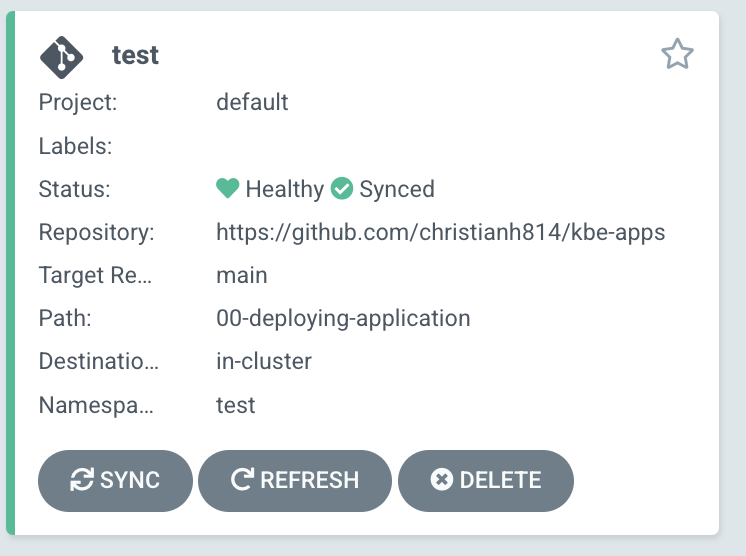 test
Project: default
Labels:
Status: Healthy Synced
Repository: https://github.com/christianh814/kbe-apps
Target Re... main
Path: 00-deploying-application
Destinatio... in-cluster
Namespa... test
SYNC REFRESH DELETE